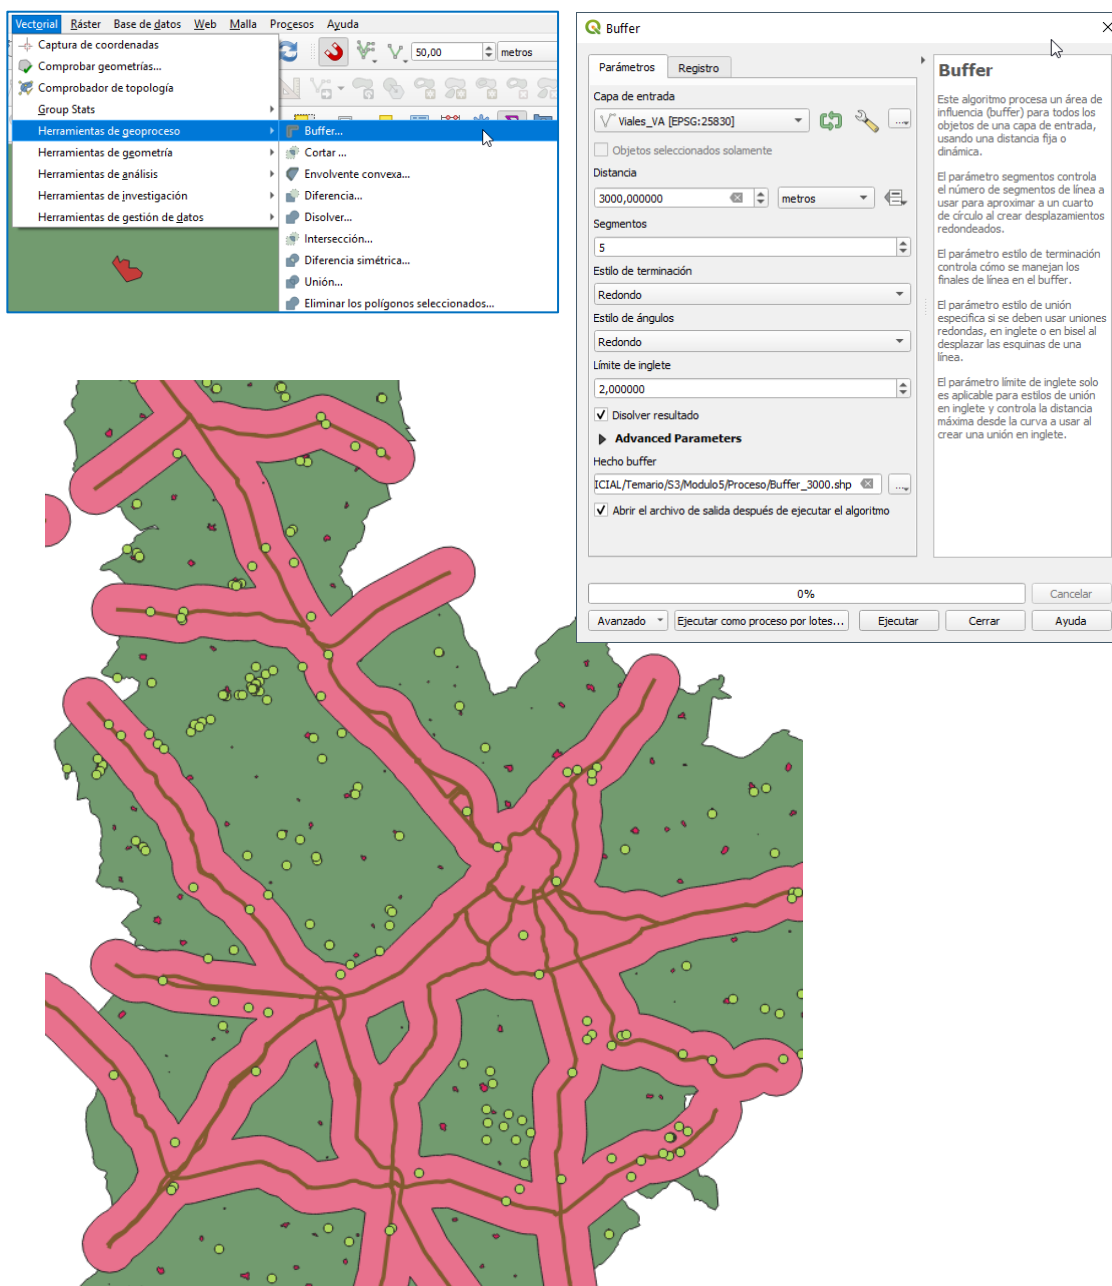 Vectorial Ráster Base de datos Web Malla Procesos Ayuda
Captura de coordenadas
Comprobar geometrías...
Comprobador de topología
Group Stats
Herramientas de geoproceso
Herramientas de geometría
Herramientas de análisis
Herramientas de investigación
Herramientas de gestión de datos
50,00 metros
Buffer...
Cortar ...
Envolvente convexa...
Diferencia...
Disolver...
Intersección...
Diferencia simétrica...
Unión...
Eliminar los polígonos seleccionados...
Buffer
Parámetros Registro
Capa de entrada
Viales_VA [EPSG:25830]
...
Objetos seleccionados solamente
Distancia
3000,000000 metros
Segmentos
5
Estilo de terminación
Redondo
Estilo de ángulos
Redondo
Límite de inglete
2,000000
Disolver resultado
Advanced Parameters
Hecho buffer
ICIAL/Temario/S3/Modulo5/Proceso/Buffer_3000.shp
...
Abrir el archivo de salida después de ejecutar el algoritmo
Buffer
Este algoritmo procesa un área de
influencia (buffer) para todos los
objetos de una capa de entrada,
usando una distancia fija o
dinámica.
El parámetro segmentos controla
el número de segmentos de línea a
usar para aproximar a un cuarto
de círculo al crear desplazamientos
redondeados.
El parámetro estilo de terminación
controla cómo se manejan los
finales de línea en el buffer.
El parámetro estilo de unión
especifica si se deben usar uniones
redondas, en inglete o en bisel al
desplazar las esquinas de una
línea.
El parámetro límite de inglete solo
es aplicable para estilos de unión
en inglete y controla la distancia
máxima desde la curva a usar al
crear una unión en inglete.
0%
Cancelar
Avanzado Ejecutar como proceso por lotes... Ejecutar Cerrar Ayuda